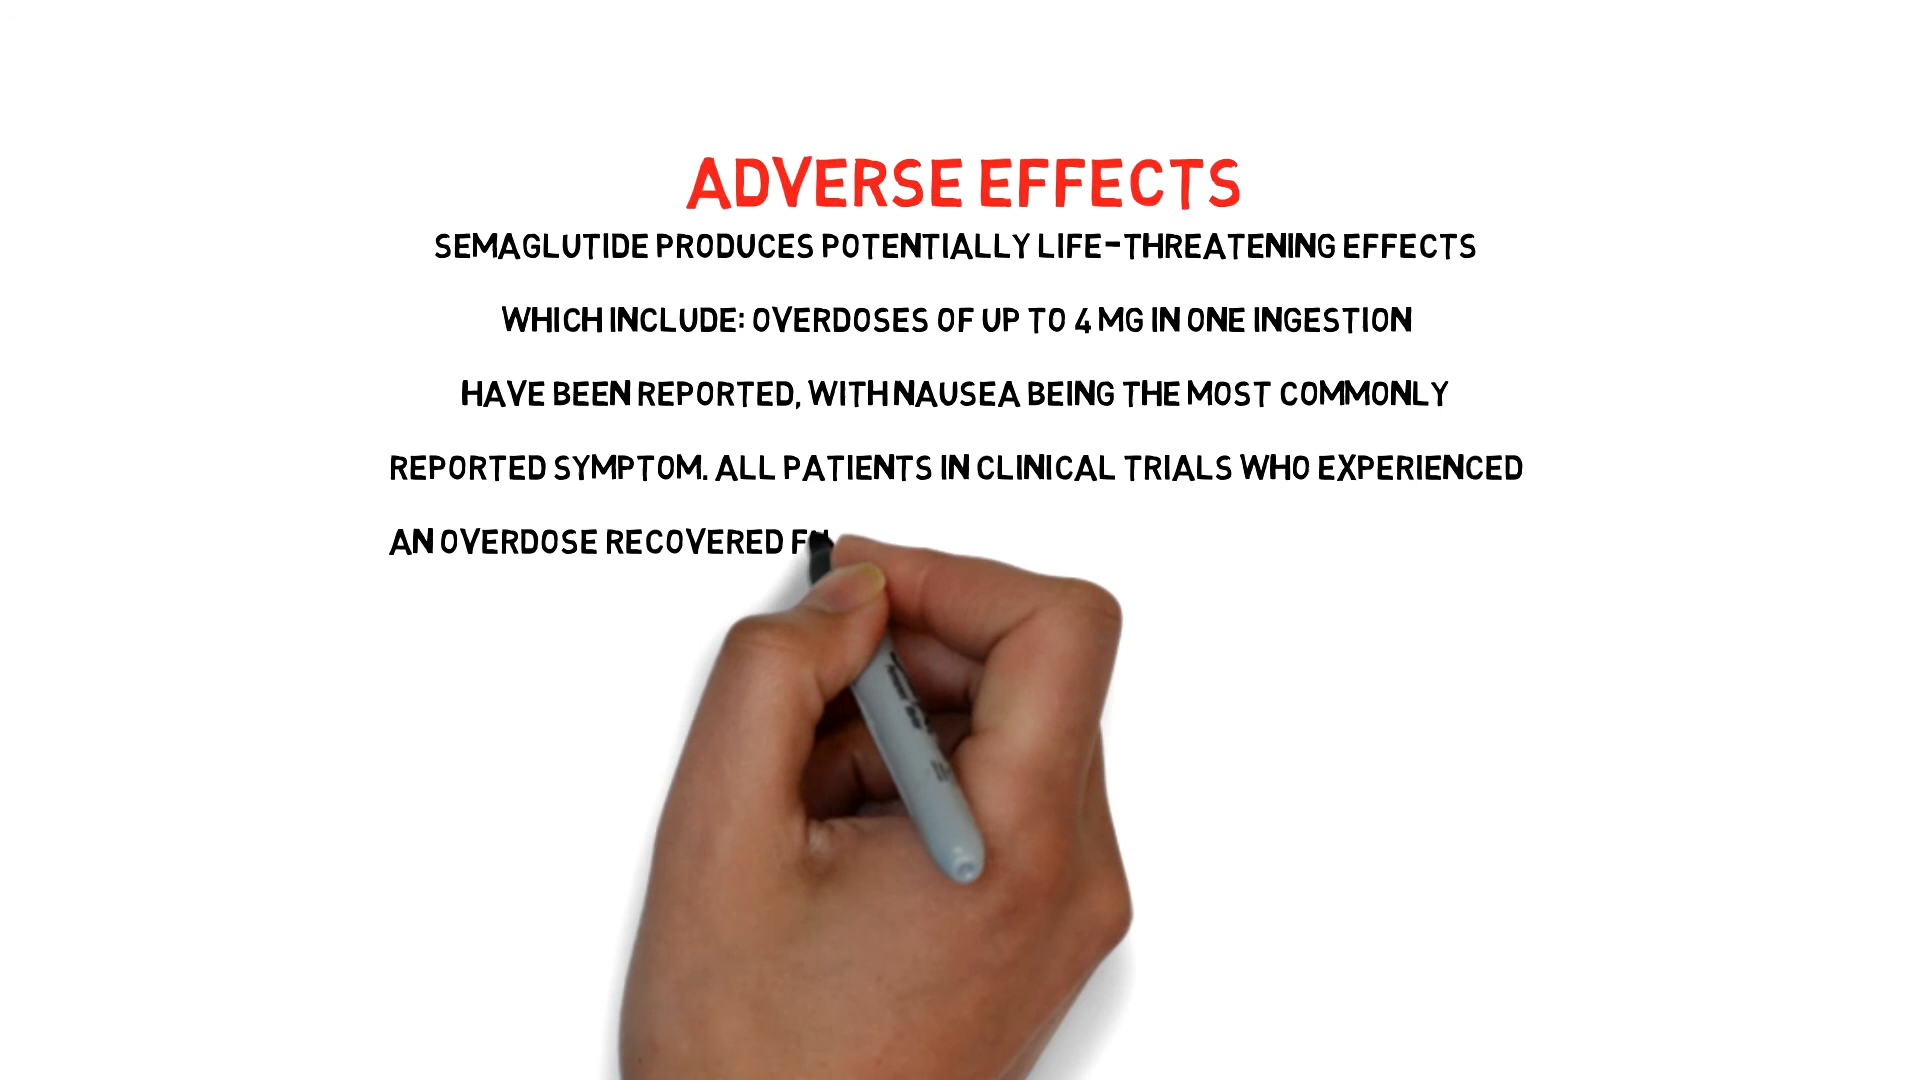 ADVERSE EFFECTS
SEMAGLUTIDE PRODUCES POTENTIALLY LIFE-THREATENING EFFECTS
WHICH INCLUDE: OVERDOSES OF UP TO 4 MG IN ONE INGESTION
HAVE BEEN REPORTED, WITH NAUSEA BEING THE MOST COMMONLY
REPORTED SYMPTOM. ALL PATIENTS IN CLINICAL TRIALS WHO EXPERIENCED
AN OVERDOSE RECOVERED